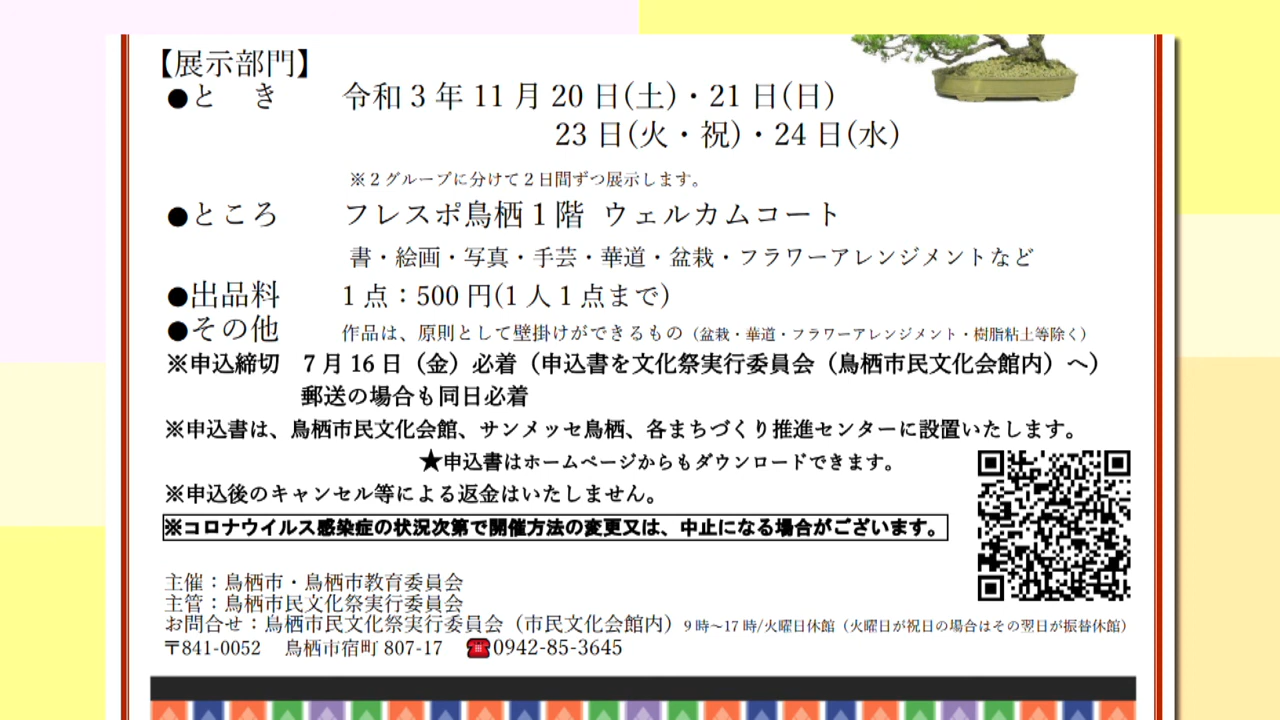 【展示部門】
●と　き　令和３年 11 月 20 日(土)・21 日(日)
23 日(火・祝)・24 日(水)
※２グループに分けて２日間ずつ展示します。
●ところ　フレスポ鳥栖１階 ウェルカムコート
書・絵画・写真・手芸・華道・盆栽・フラワーアレンジメントなど
●出品料　１点：500 円(１人１点まで)
●その他　作品は、原則として壁掛けができるもの（盆栽・華道・フラワーアレンジメント・樹脂粘土等除く）
※申込締切　７月 16 日（金）必着（申込書を文化祭実行委員会（鳥栖市民文化会館内）へ）
郵送の場合も同日必着
※申込書は、鳥栖市民文化会館、サンメッセ鳥栖、各まちづくり推進センターに設置いたします。
★申込書はホームページからもダウンロードできます。
※申込後のキャンセル等による返金はいたしません。
※コロナウイルス感染症の状況次第で開催方法の変更又は、中止になる場合がございます。
主催：鳥栖市・鳥栖市教育委員会
主管：鳥栖市民文化祭実行委員会
お問合せ：鳥栖市民文化祭実行委員会（市民文化会館内）９時～17 時/火曜日休館（火曜日が祝日の場合はその翌日が振替休館）
〒841-0052　鳥栖市宿町 807-17　☎0942-85-3645